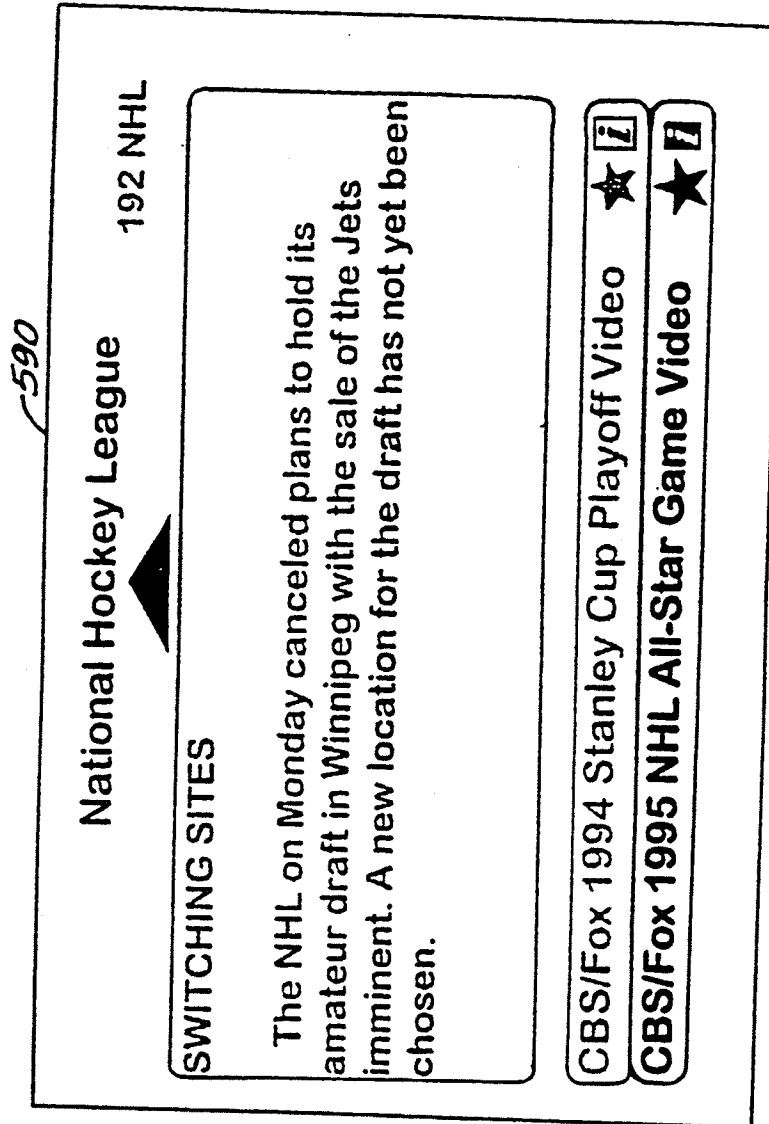 590
National Hockey League
192 NHL
SWITCHING SITES
The NHL on Monday canceled plans to hold its
amateur draft in Winnipeg with the sale of the Jets
imminent. A new location for the draft has not yet been
chosen.
CBS/Fox 1994 Stanley Cup Playoff Video i
CBS/Fox 1995 NHL All-Star Game Video i